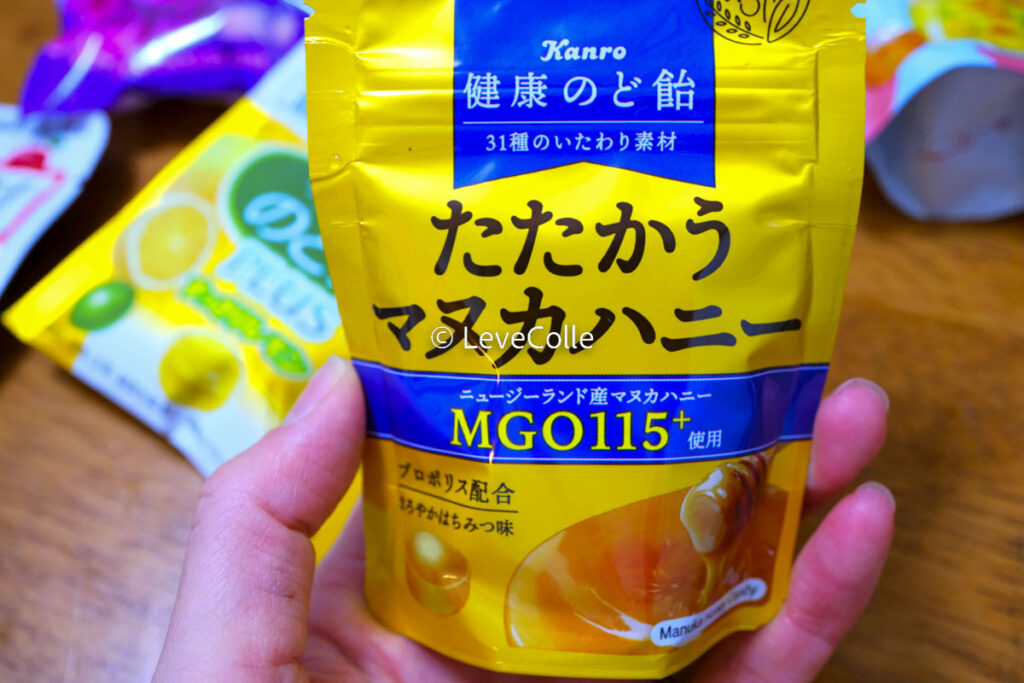 Kanro
健康のど飴
31種のいたわり素材
たたかう
マヌカハニー
© LeveColle
ニュージーランド産マヌカハニー
MGO115+
使用
プロポリス配合
まろやかはちみつ味
Manuka Honey Candy
PLUS